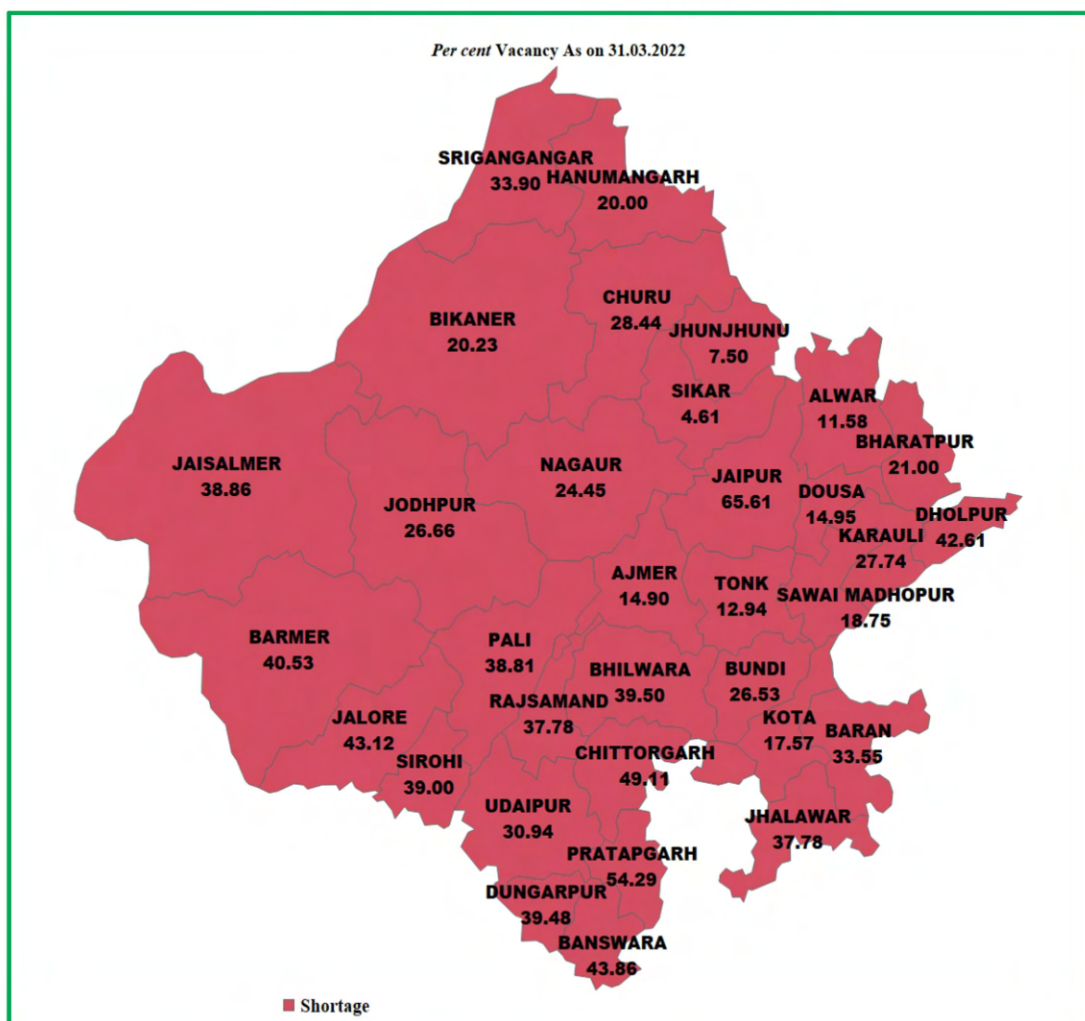 Per cent Vacancy As on 31.03.2022
SRIGANGANGAR
33.90
HANUMANGARH
20.00
CHURU
28.44
BIKANER
20.23
JHUNJHUNU
7.50
SIKAR
4.61
ALWAR
11.58
BHARATPUR
21.00
JAISALMER
38.86
NAGAUR
24.45
JAIPUR
65.61
DOUSA
14.95
JODHPUR
26.66
DHOLPUR
42.61
KARAULI
27.74
AJMER
14.90
TONK
12.94
SAWAI MADHOPUR
18.75
BARMER
40.53
PALI
38.81
BHILWARA
39.50
BUNDI
26.53
RAJSAMAND
37.78
JALORE
43.12
KOTA
17.57
BARAN
33.55
SIROHI
39.00
CHITTORGARH
49.11
UDAIPUR
30.94
JHALAWAR
37.78
PRATAPGARH
54.29
DUNGARPUR
39.48
BANSWARA
43.86
Shortage